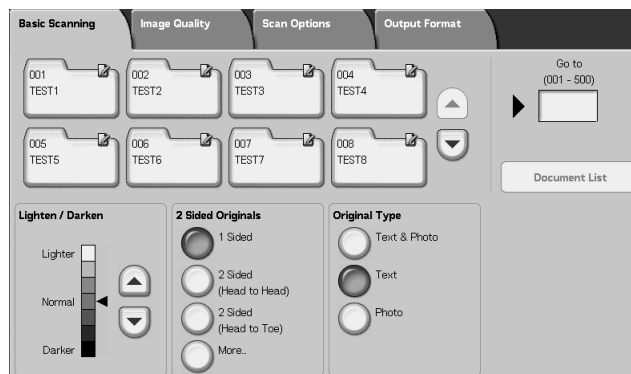 Basic Scanning
Image Quality
Scan Options
Output Format
001
TEST1
002
TEST2
003
TEST3
004
TEST4
Go to
(001 - 500)
005
TEST5
006
TEST6
007
TEST7
008
TEST8
Document List
Lighten / Darken
Lighter
Normal
Darker
2 Sided Originals
1 Sided
2 Sided
(Head to Head)
2 Sided
(Head to Toe)
More..
Original Type
Text & Photo
Text
Photo